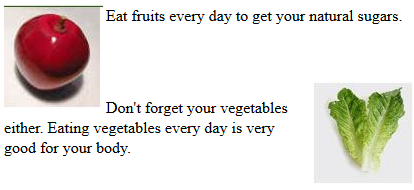 Eat fruits every day to get your natural sugars.
Don't forget your vegetables
either. Eating vegetables every day is very
good for your body.